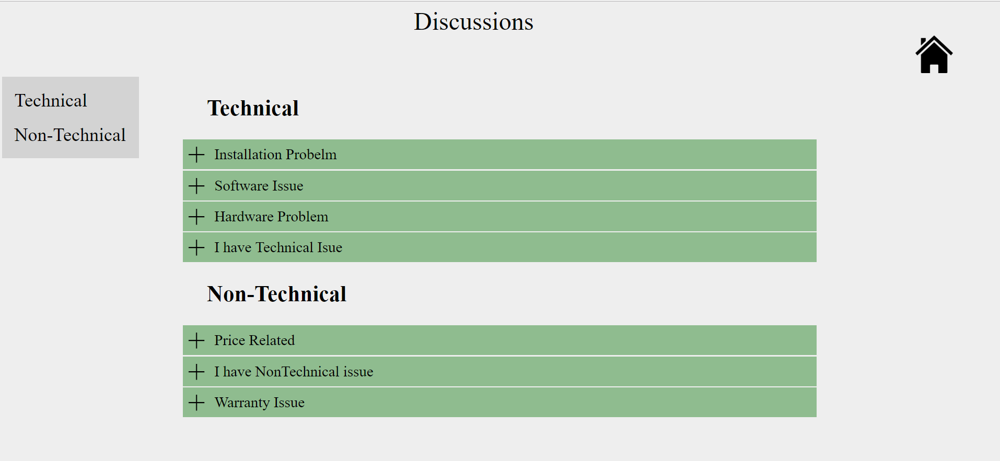 Discussions
Technical
Non-Technical
Technical
Installation Probelm
Software Issue
Hardware Problem
I have Technical Isue
Non-Technical
Price Related
I have NonTechnical issue
Warranty Issue